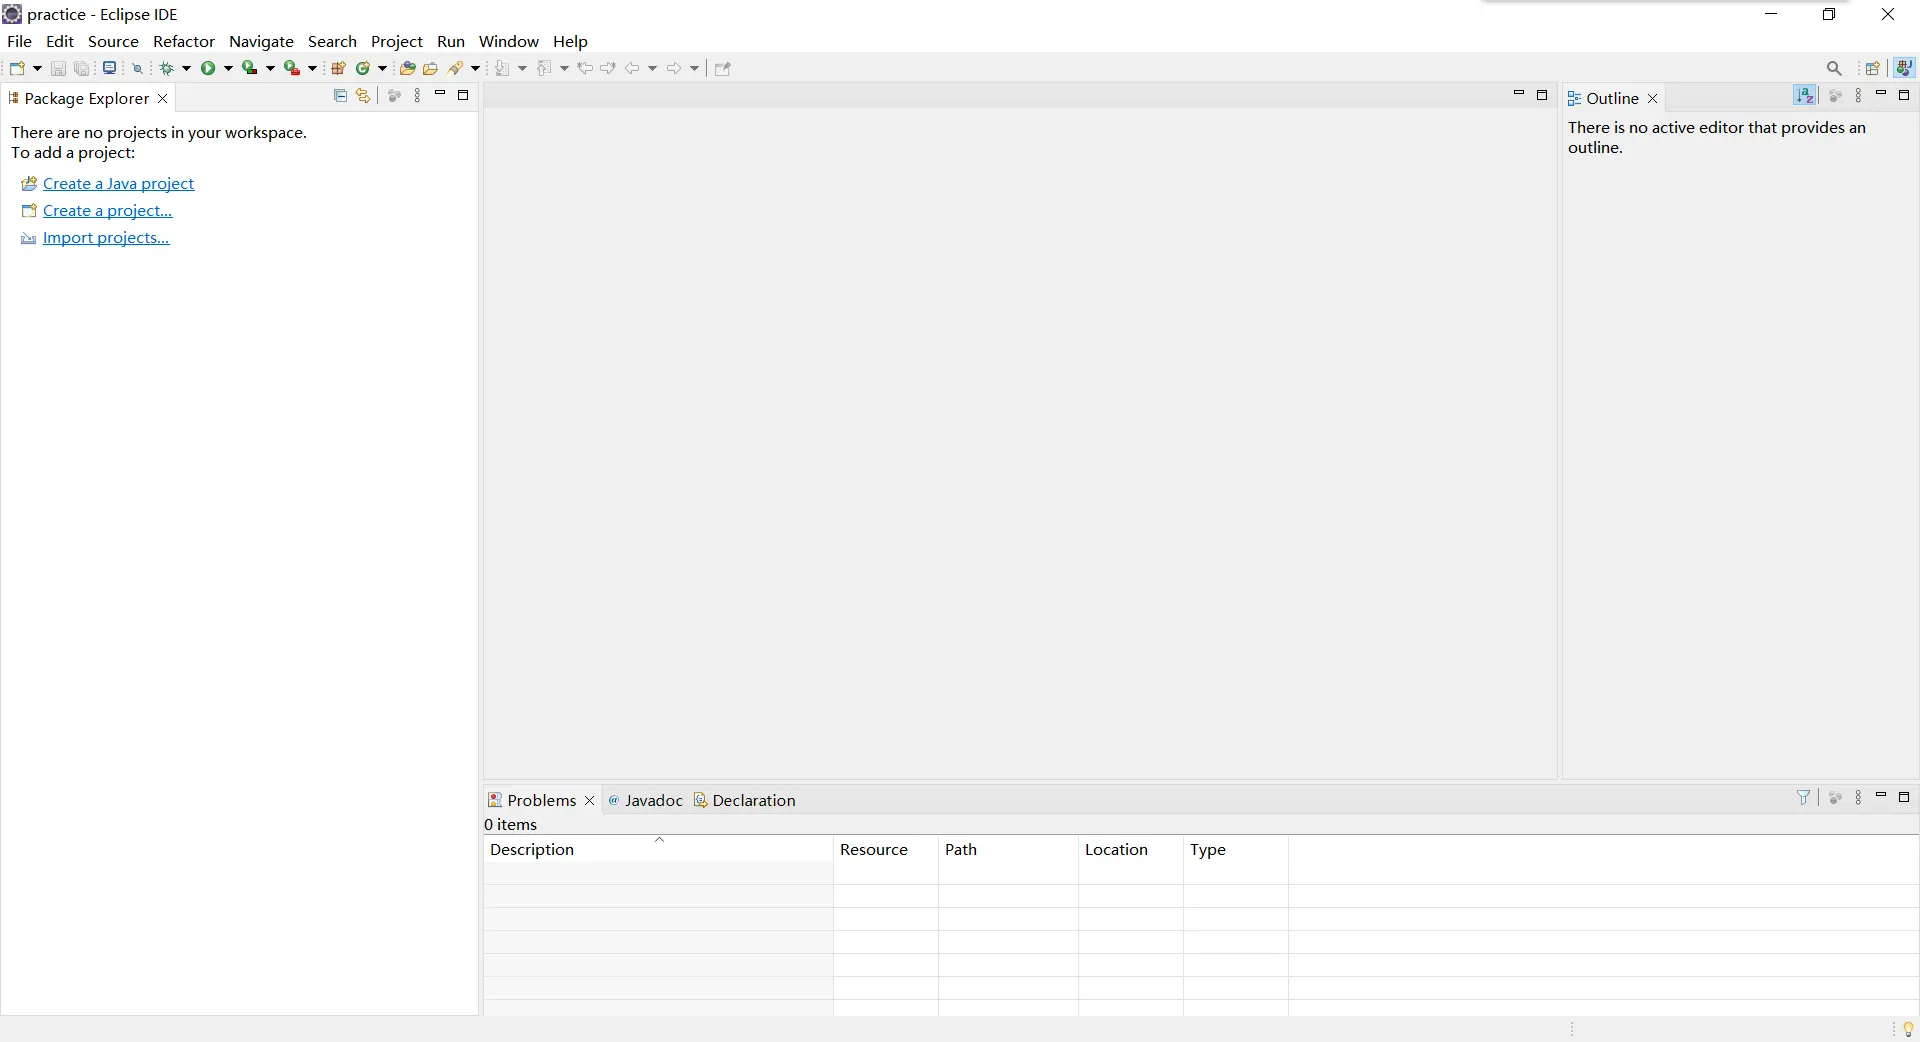 practice - Eclipse IDE
File Edit Source Refactor Navigate Search Project Run Window Help
Package Explorer
There are no projects in your workspace.
To add a project:
Create a Java project
Create a project...
Import projects...
Outline
There is no active editor that provides an
outline.
Problems @ Javadoc Declaration
0 items
Description Resource Path Location Type